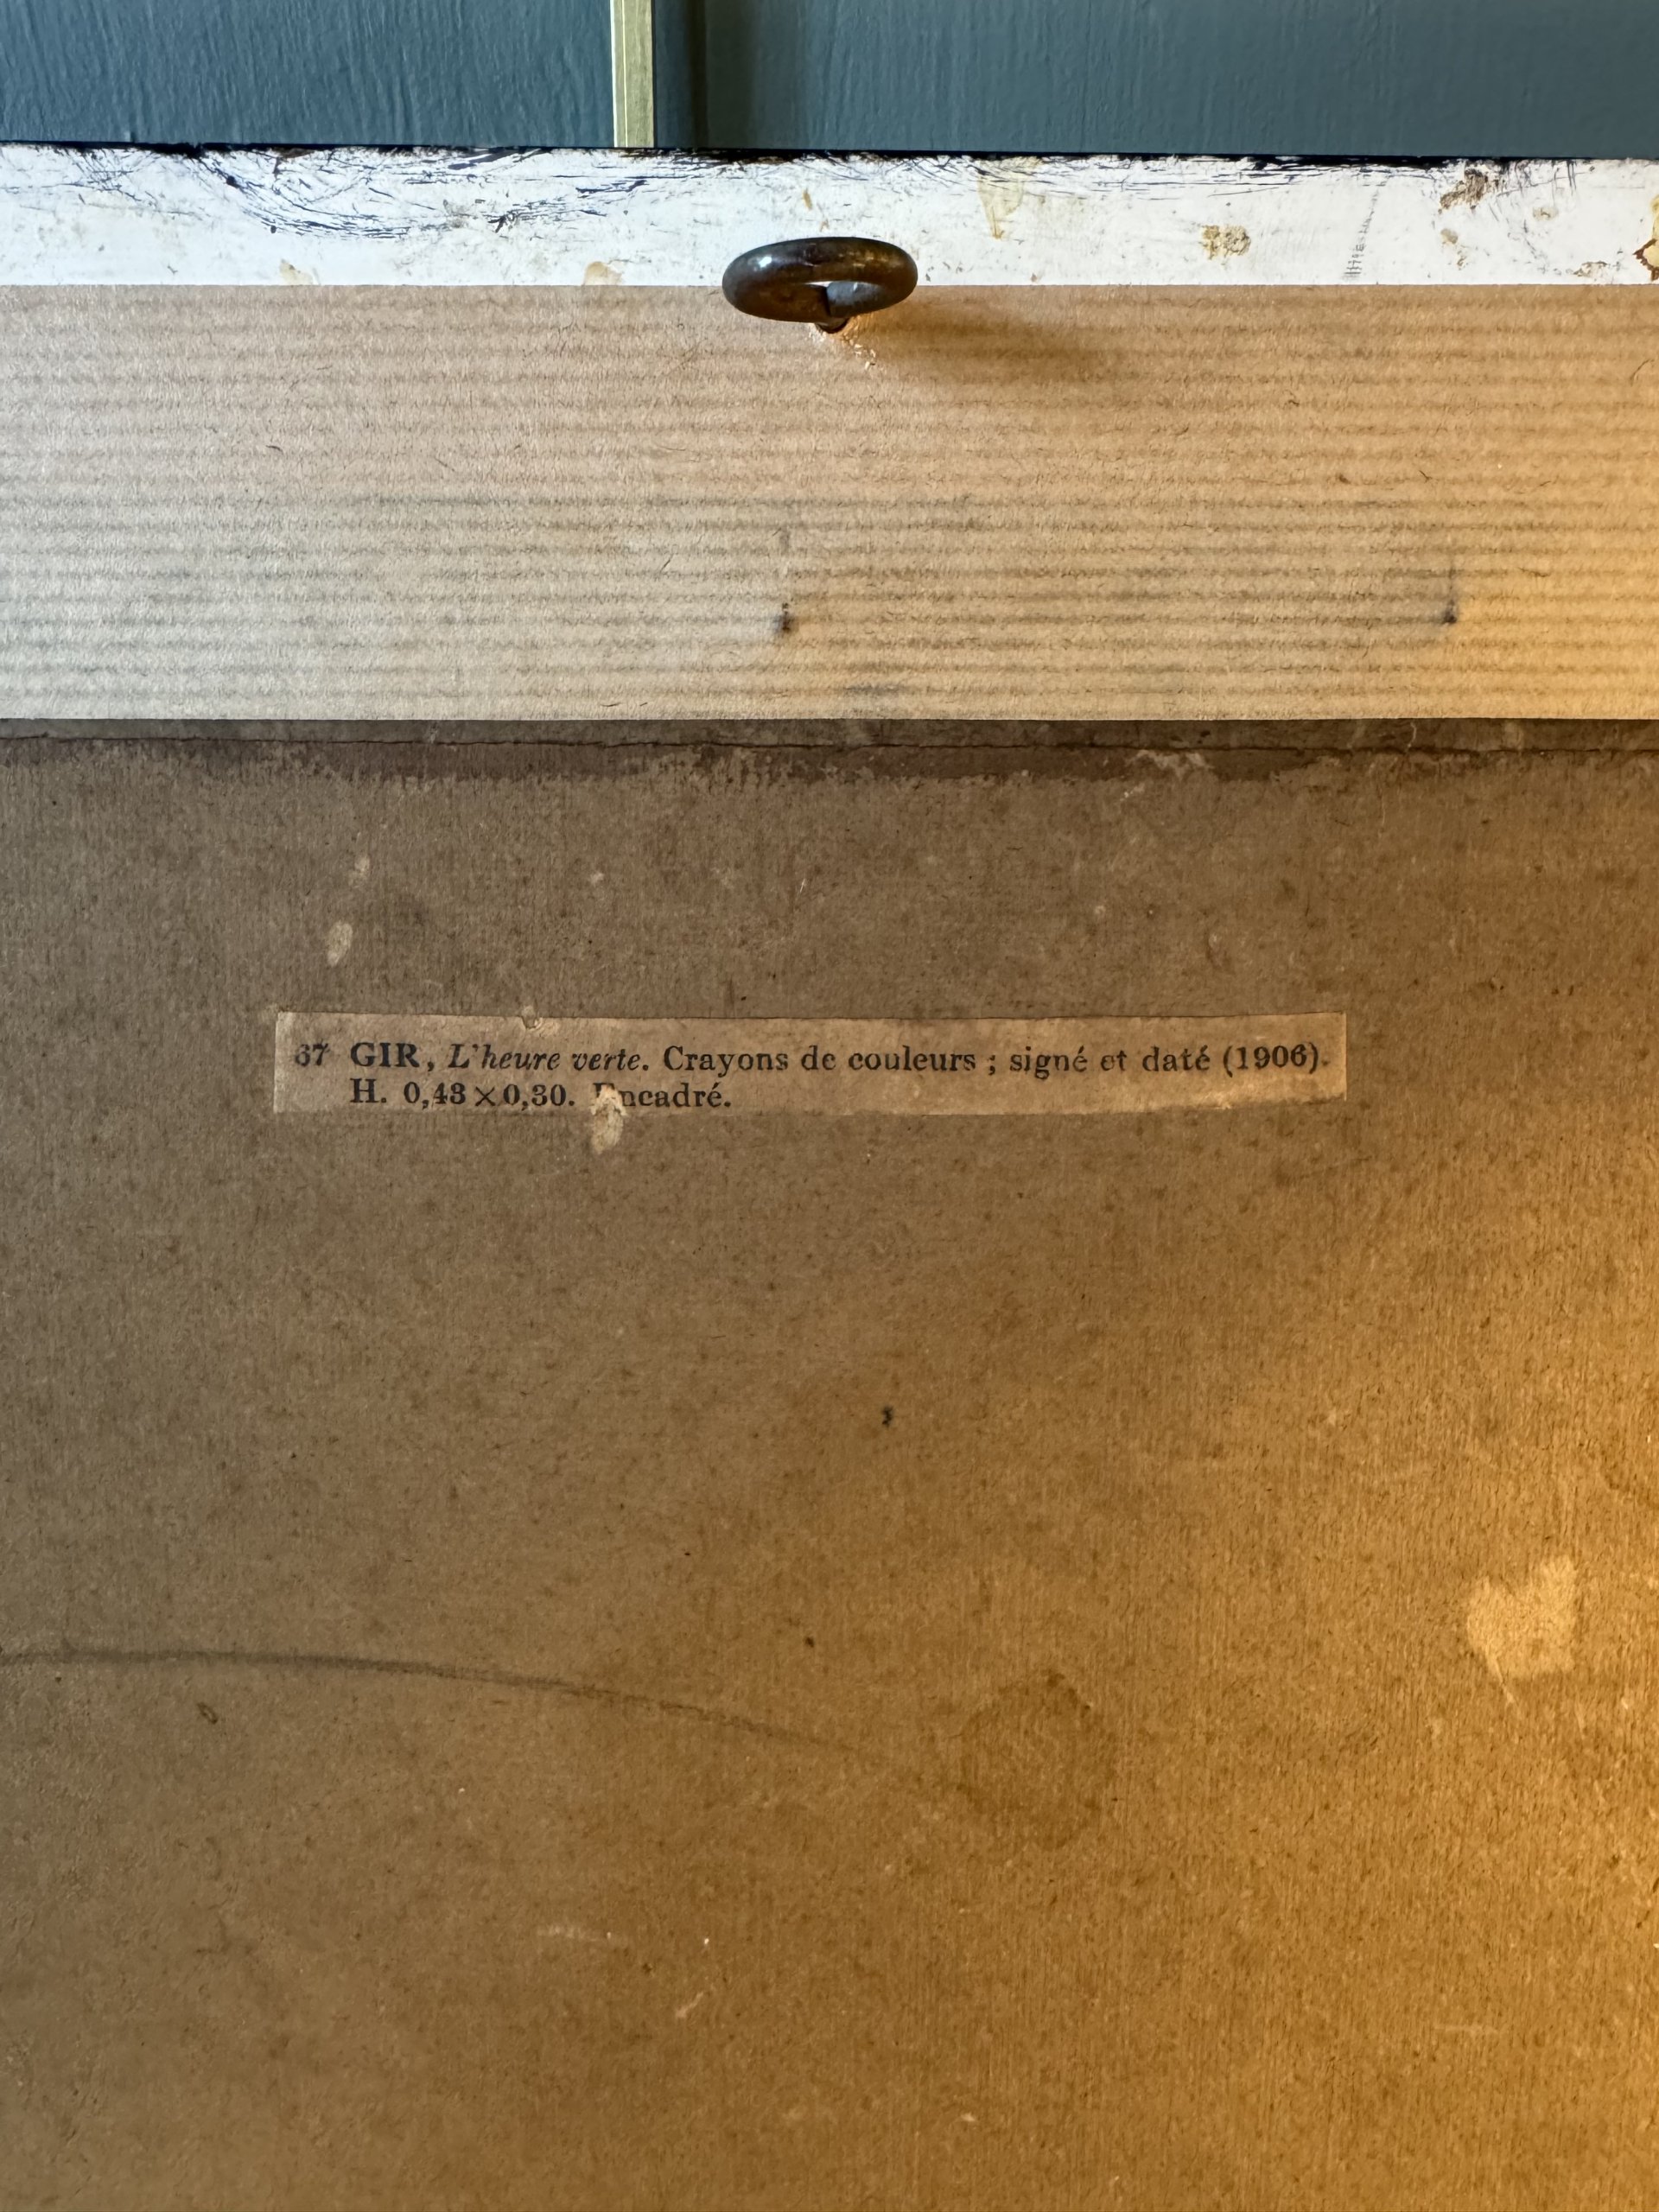 67 GIR, L'heure verte. Crayons de couleurs ; signé et daté (1906).
H. 0,43×0,30. Encadré.